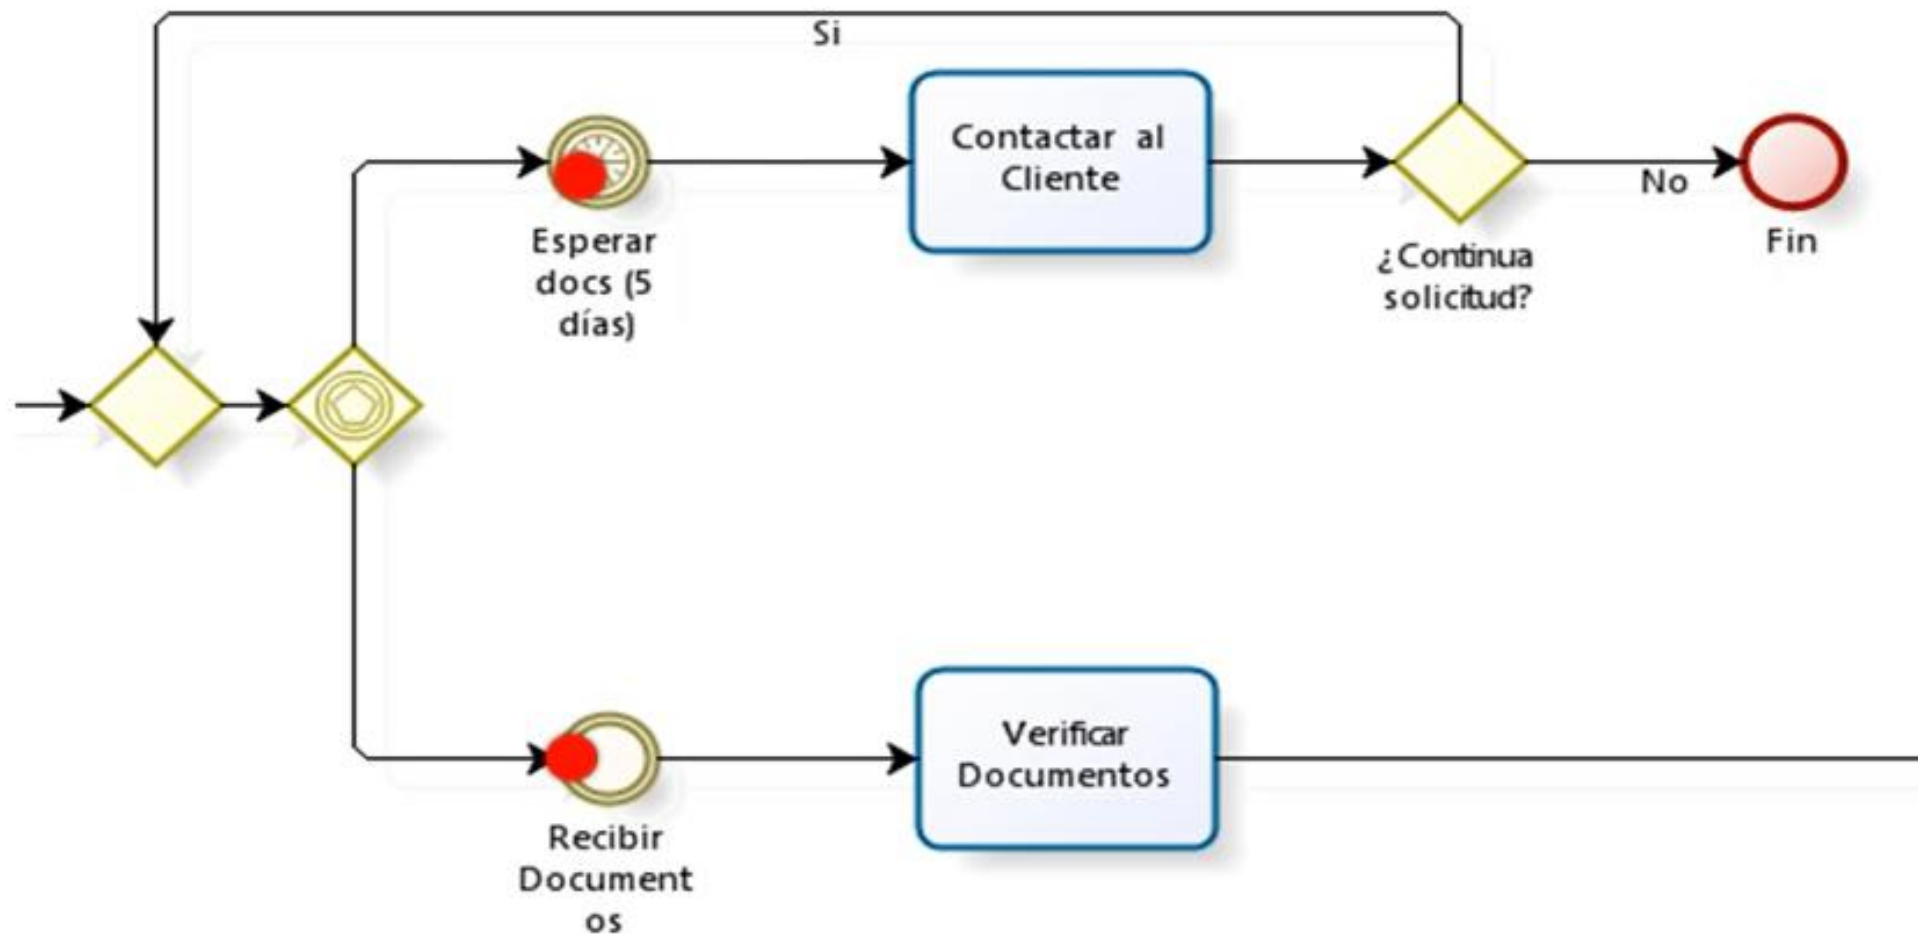 Si
Contactar al
Cliente
Esperar
docs (5
días)
¿Continua
solicitud?
No
Fin
Verificar
Documentos
Recibir
Document
os